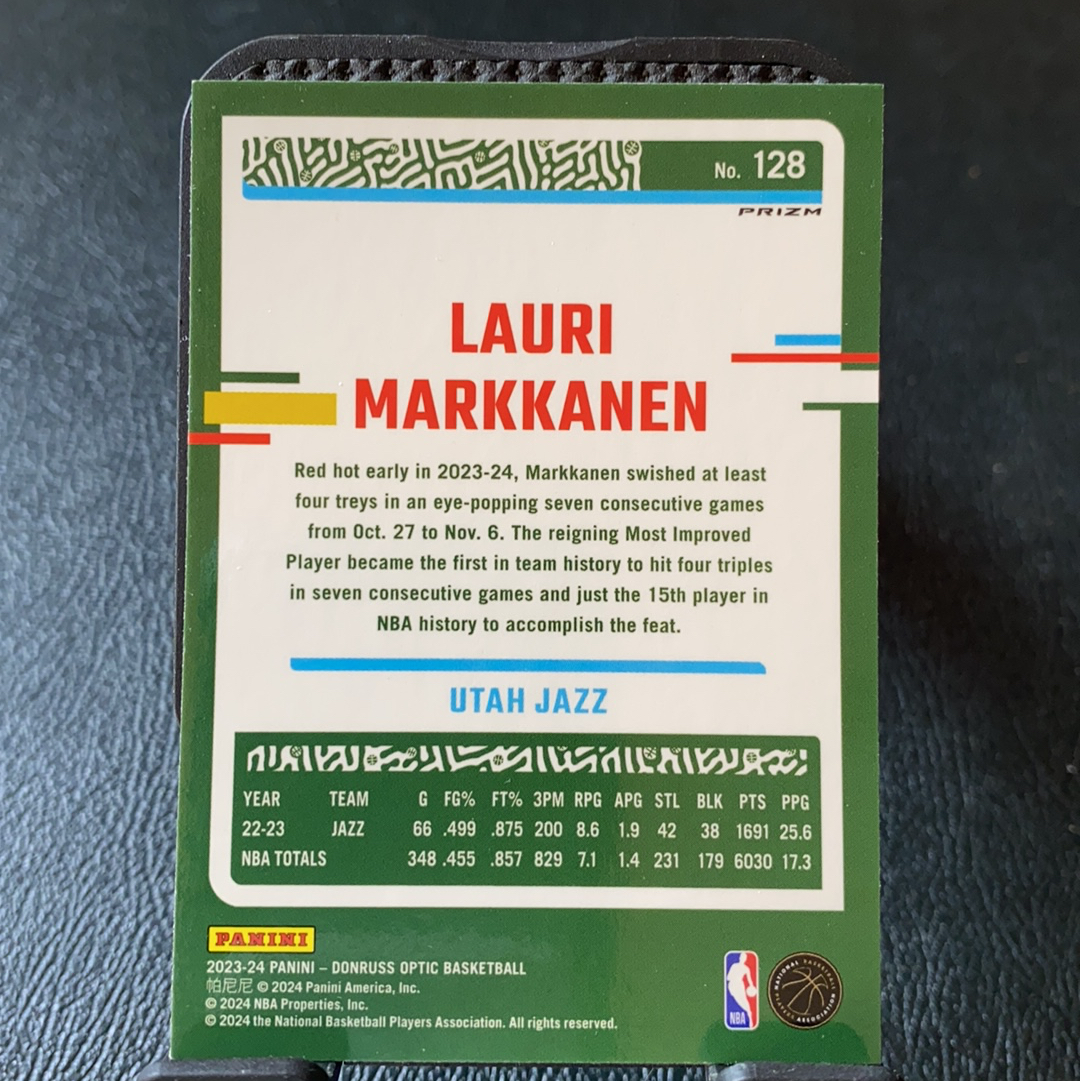 No. 128
PRIZM
LAURI
MARKKANEN
Red hot early in 2023-24, Markkanen swished at least
four treys in an eye-popping seven consecutive games
from Oct. 27 to Nov. 6. The reigning Most Improved
Player became the first in team history to hit four triples
in seven consecutive games and just the 15th player in
NBA history to accomplish the feat.
UTAH JAZZ
YEAR TEAM G FG% FT% 3PM RPG APG STL BLK PTS PPG
22-23 JAZZ 66 .499 .875 200 8.6 1.9 42 38 1691 25.6
NBA TOTALS 348 .455 .857 829 7.1 1.4 231 179 6030 17.3
PANINI
2023-24 PANINI – DONRUSS OPTIC BASKETBALL
帕尼尼 © 2024 Panini America, Inc.
© 2024 NBA Properties, Inc.
© 2024 the National Basketball Players Association. All rights reserved.
NBA
NATIONAL BASKETBALL
PLAYERS ASSOCIATION